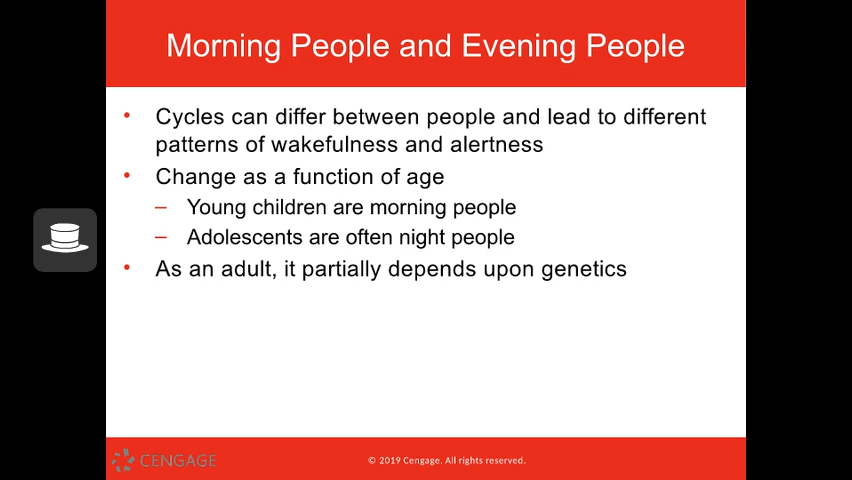 Morning People and Evening People
• Cycles can differ between people and lead to different
patterns of wakefulness and alertness
• Change as a function of age
– Young children are morning people
– Adolescents are often night people
• As an adult, it partially depends upon genetics
CENGAGE
© 2019 Cengage. All rights reserved.